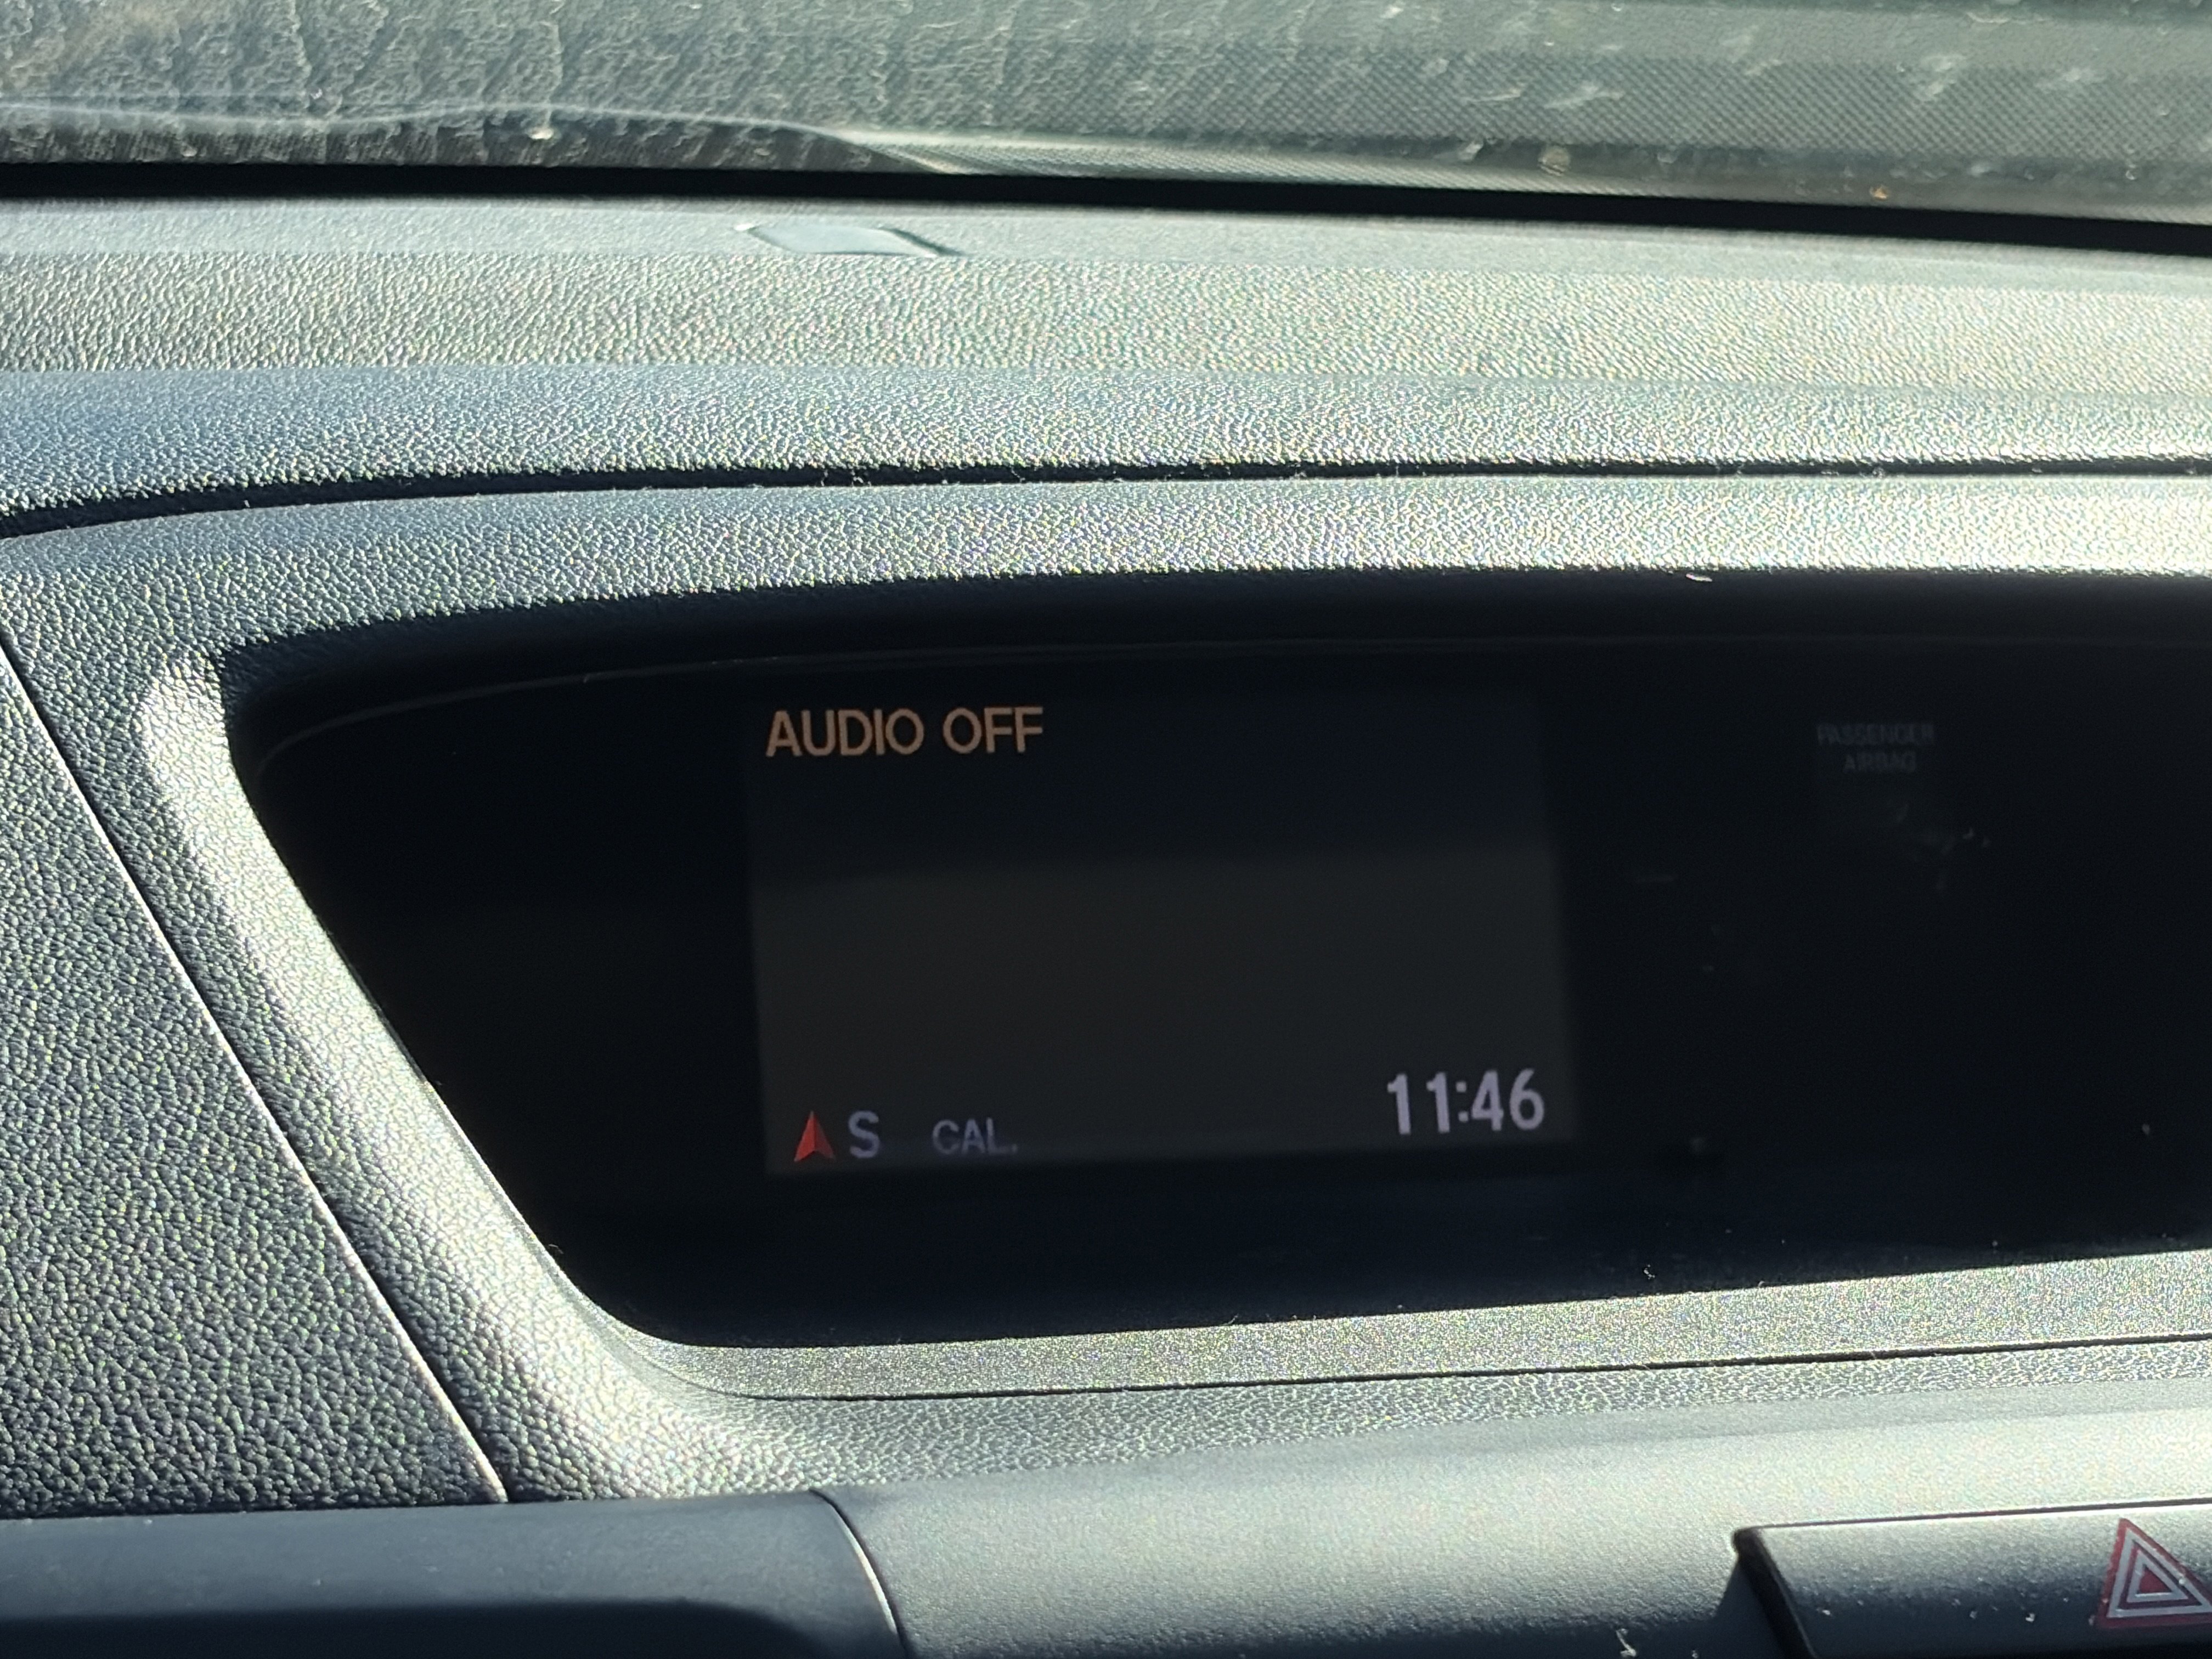 AUDIO OFF
PASSENGER
AIRBAG
S CAL.
11:46